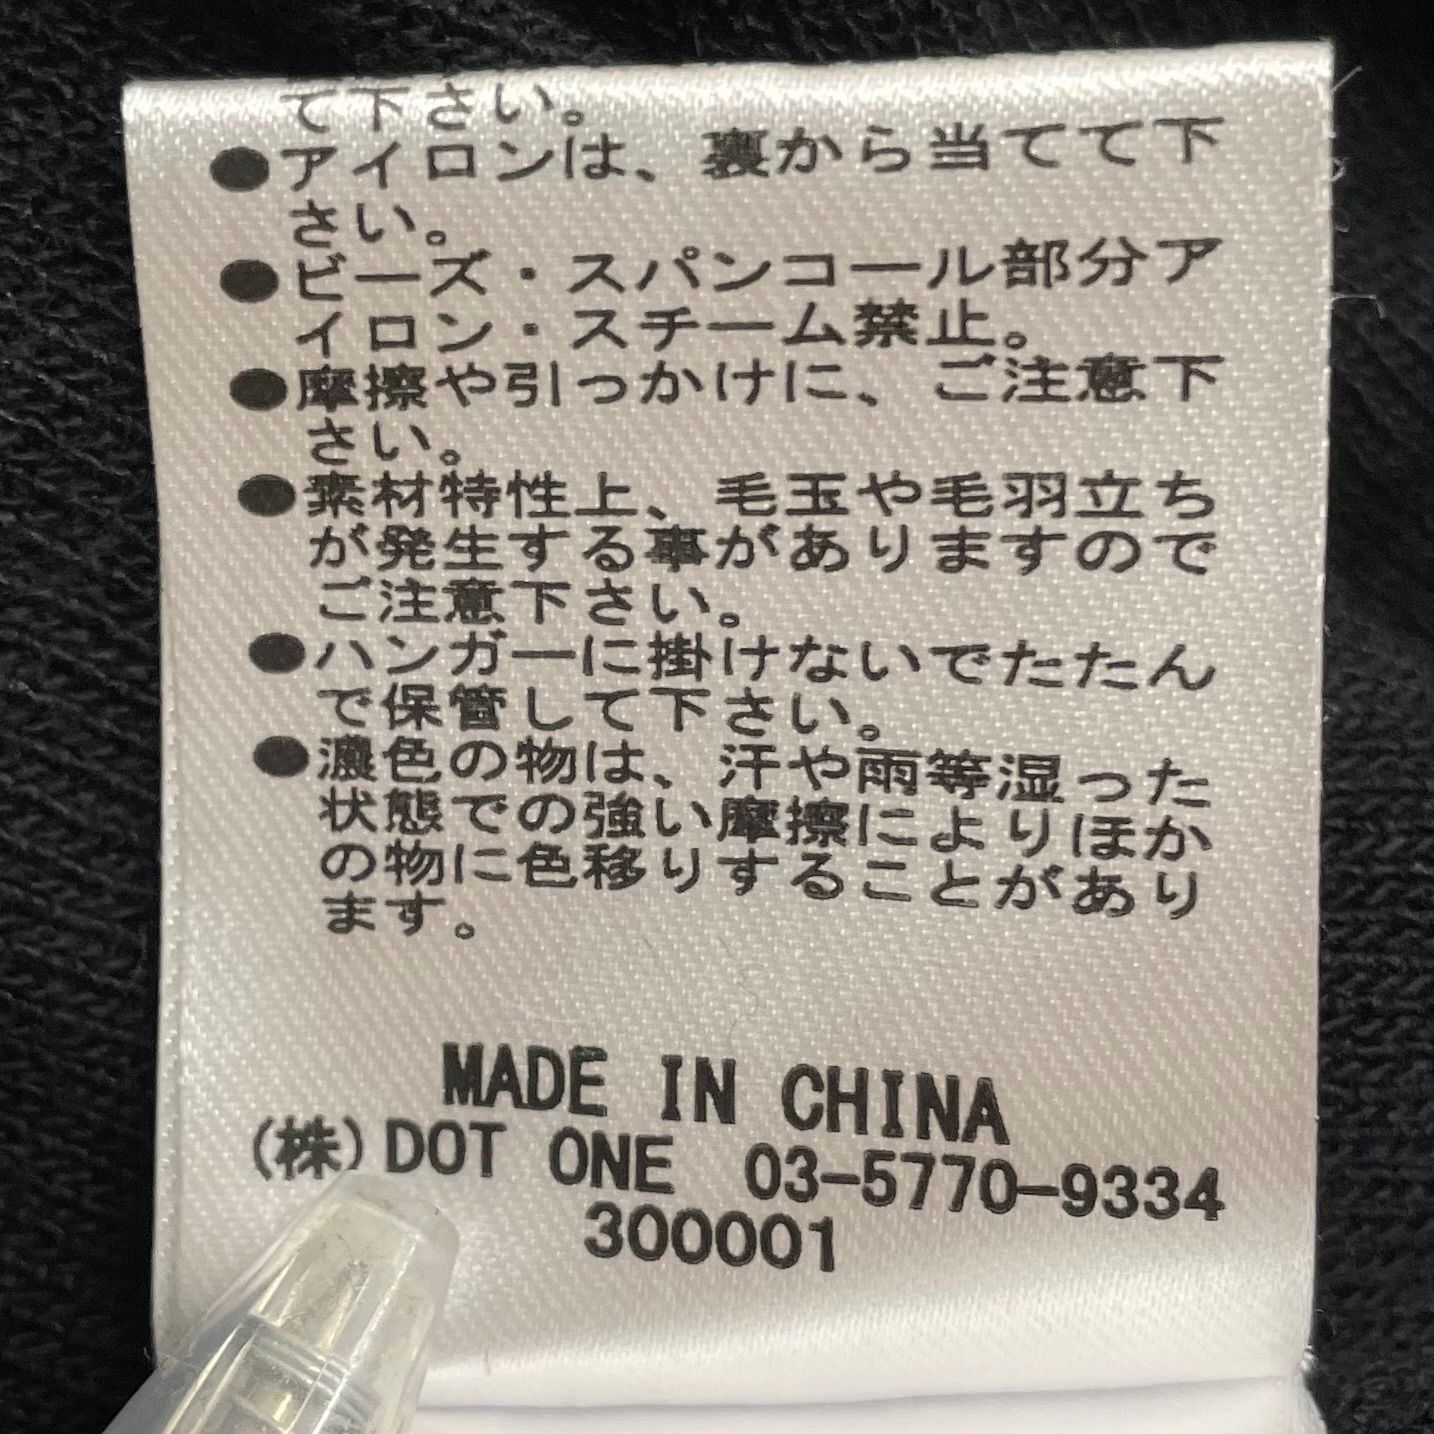 て下さい。
●アイロンは、裏から当てて下
さい。
●ビーズ・スパンコール部分ア
イロン・スチーム禁止。
●摩擦や引っかけに、ご注意下
さい。
●素材特性上、毛玉や毛羽立ち
が発生する事がありますので
ご注意下さい。
●ハンガーに掛けないでたたん
で保管して下さい。
●濃色の物は、汗や雨等湿った
状態での強い摩擦によりほか
の物に色移りすることがあり
ます。
MADE IN CHINA
(株)DOT ONE 03-5770-9334
300001